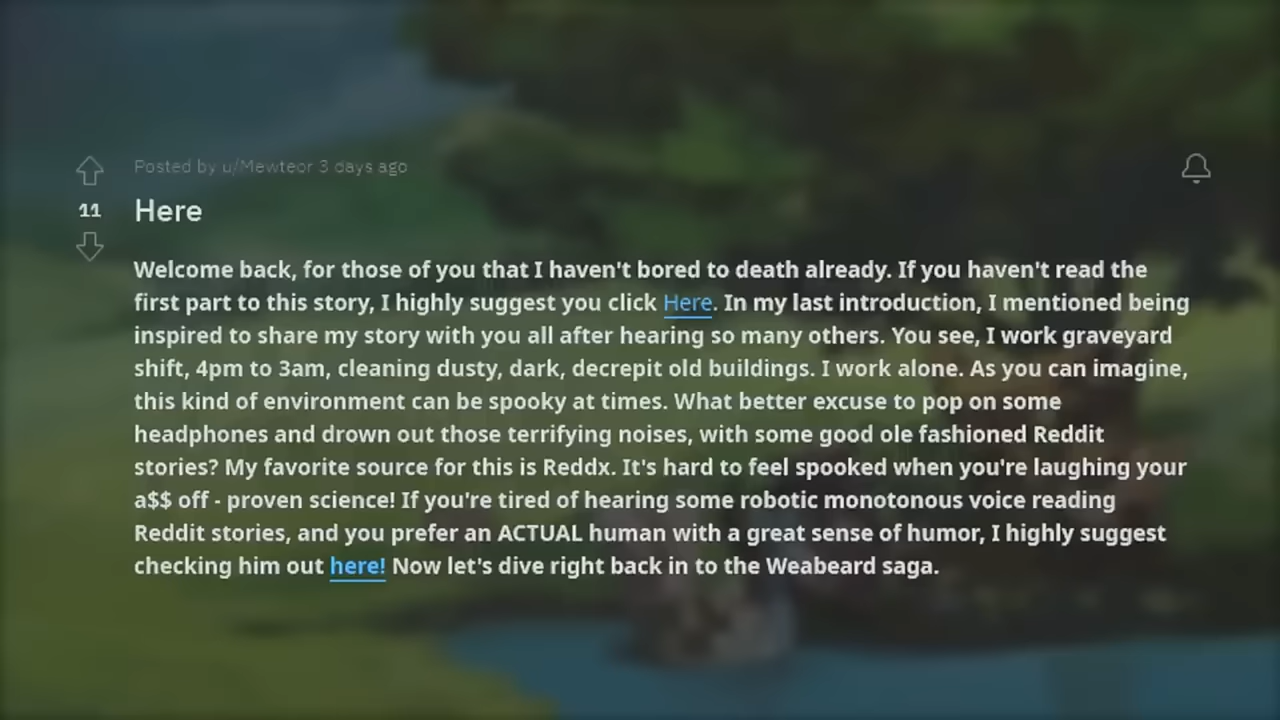 Posted by u/Mewteor 3 days ago
11
Here
Welcome back, for those of you that I haven't bored to death already. If you haven't read the
first part to this story, I highly suggest you click Here. In my last introduction, I mentioned being
inspired to share my story with you all after hearing so many others. You see, I work graveyard
shift, 4pm to 3am, cleaning dusty, dark, decrepit old buildings. I work alone. As you can imagine,
this kind of environment can be spooky at times. What better excuse to pop on some
headphones and drown out those terrifying noises, with some good ole fashioned Reddit
stories? My favorite source for this is Reddx. It's hard to feel spooked when you're laughing your
a$$ off - proven science! If you're tired of hearing some robotic monotonous voice reading
Reddit stories, and you prefer an ACTUAL human with a great sense of humor, I highly suggest
checking him out here! Now let's dive right back in to the Weabeard saga.